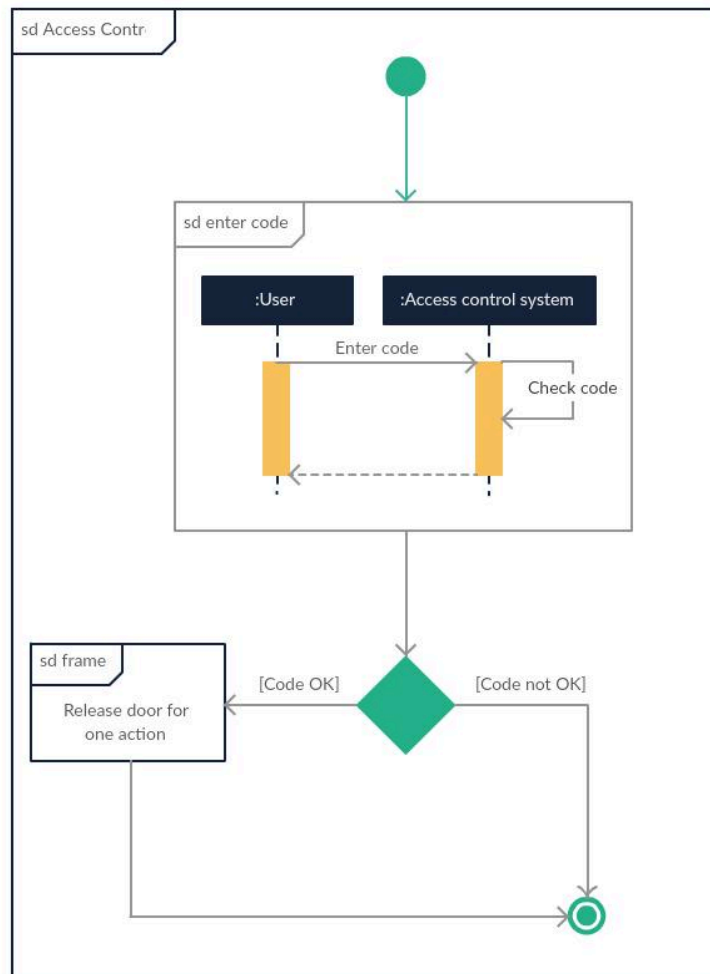 sd Access Contr
sd enter code
:User
:Access control system
Enter code
Check code
sd frame
[Code OK]
[Code not OK]
Release door for
one action